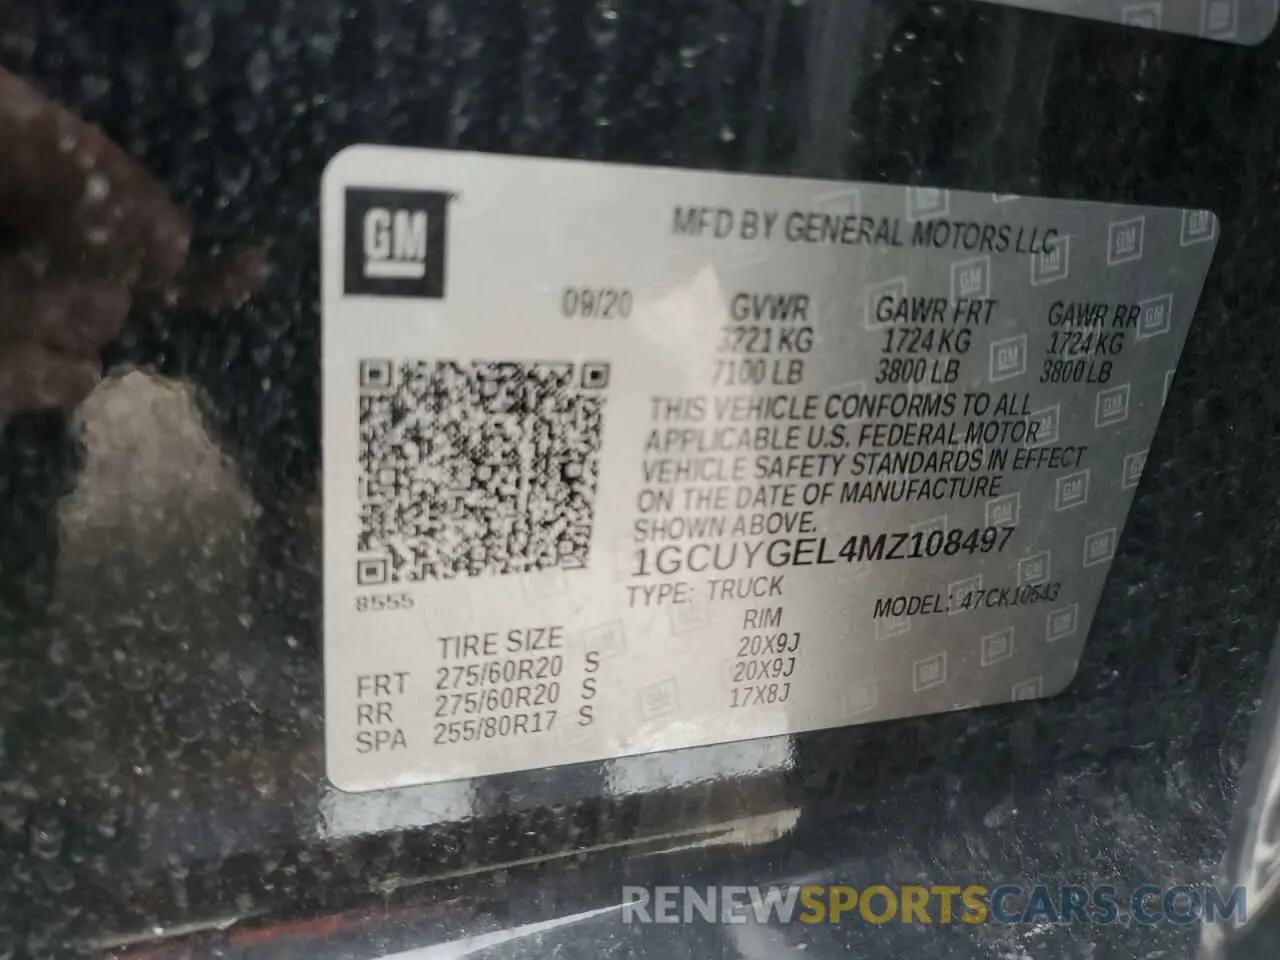 GM
MFD BY GENERAL MOTORS LLC
09/20
GVWR GAWR FRT GAWR RR
3221 KG 1724 KG 1724 KG
7100 LB 3800 LB 3800 LB
THIS VEHICLE CONFORMS TO ALL
APPLICABLE U.S. FEDERAL MOTOR
VEHICLE SAFETY STANDARDS IN EFFECT
ON THE DATE OF MANUFACTURE
SHOWN ABOVE.
1GCUYGEL4MZ108497
8555
TYPE: TRUCK MODEL: 47CK10543
TIRE SIZE RIM
FRT 275/60R20 S 20X9J
RR 275/60R20 S 20X9J
SPA 255/80R17 S 17X8J
RENEWSPORTSCARS.COM